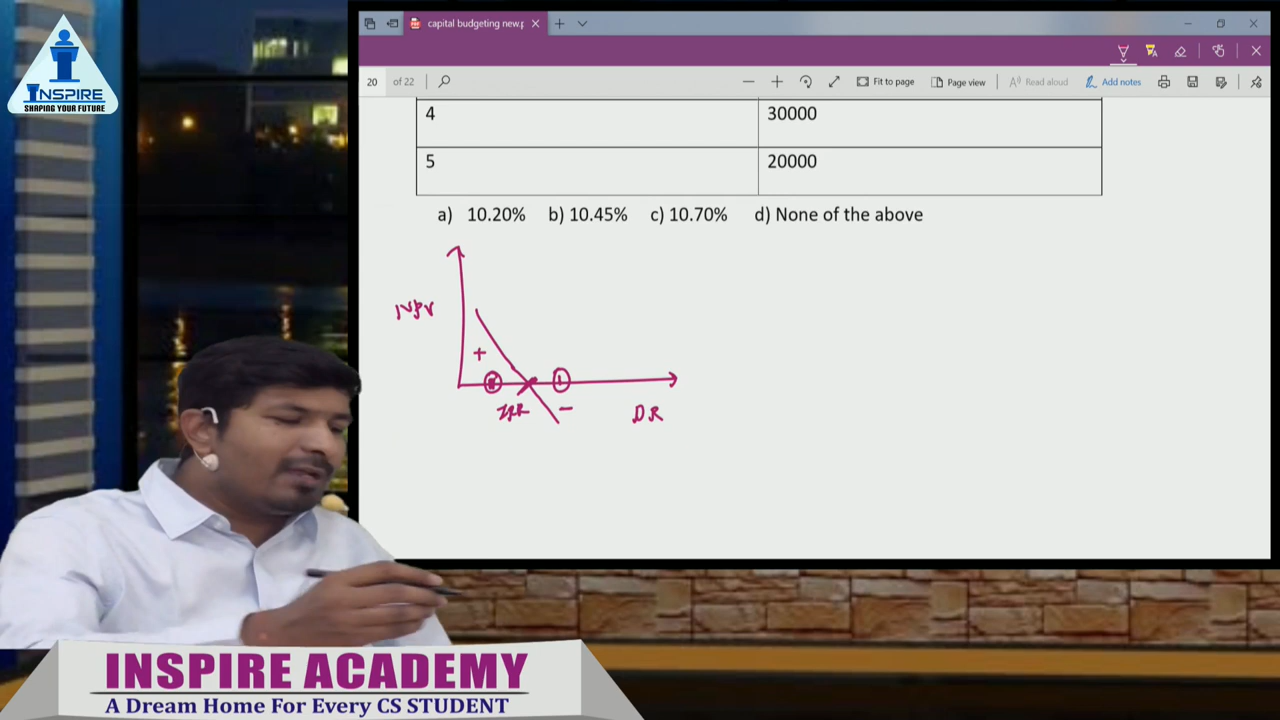 INSPIRE
SHAPING YOUR FUTURE
capital budgeting new.p
20 of 22
Fit to page
Page view
Read aloud
Add notes
4 30000
5 20000
a) 10.20% b) 10.45% c) 10.70% d) None of the above
NPV
+
IRR
-
DR
INSPIRE ACADEMY
A Dream Home For Every CS STUDENT